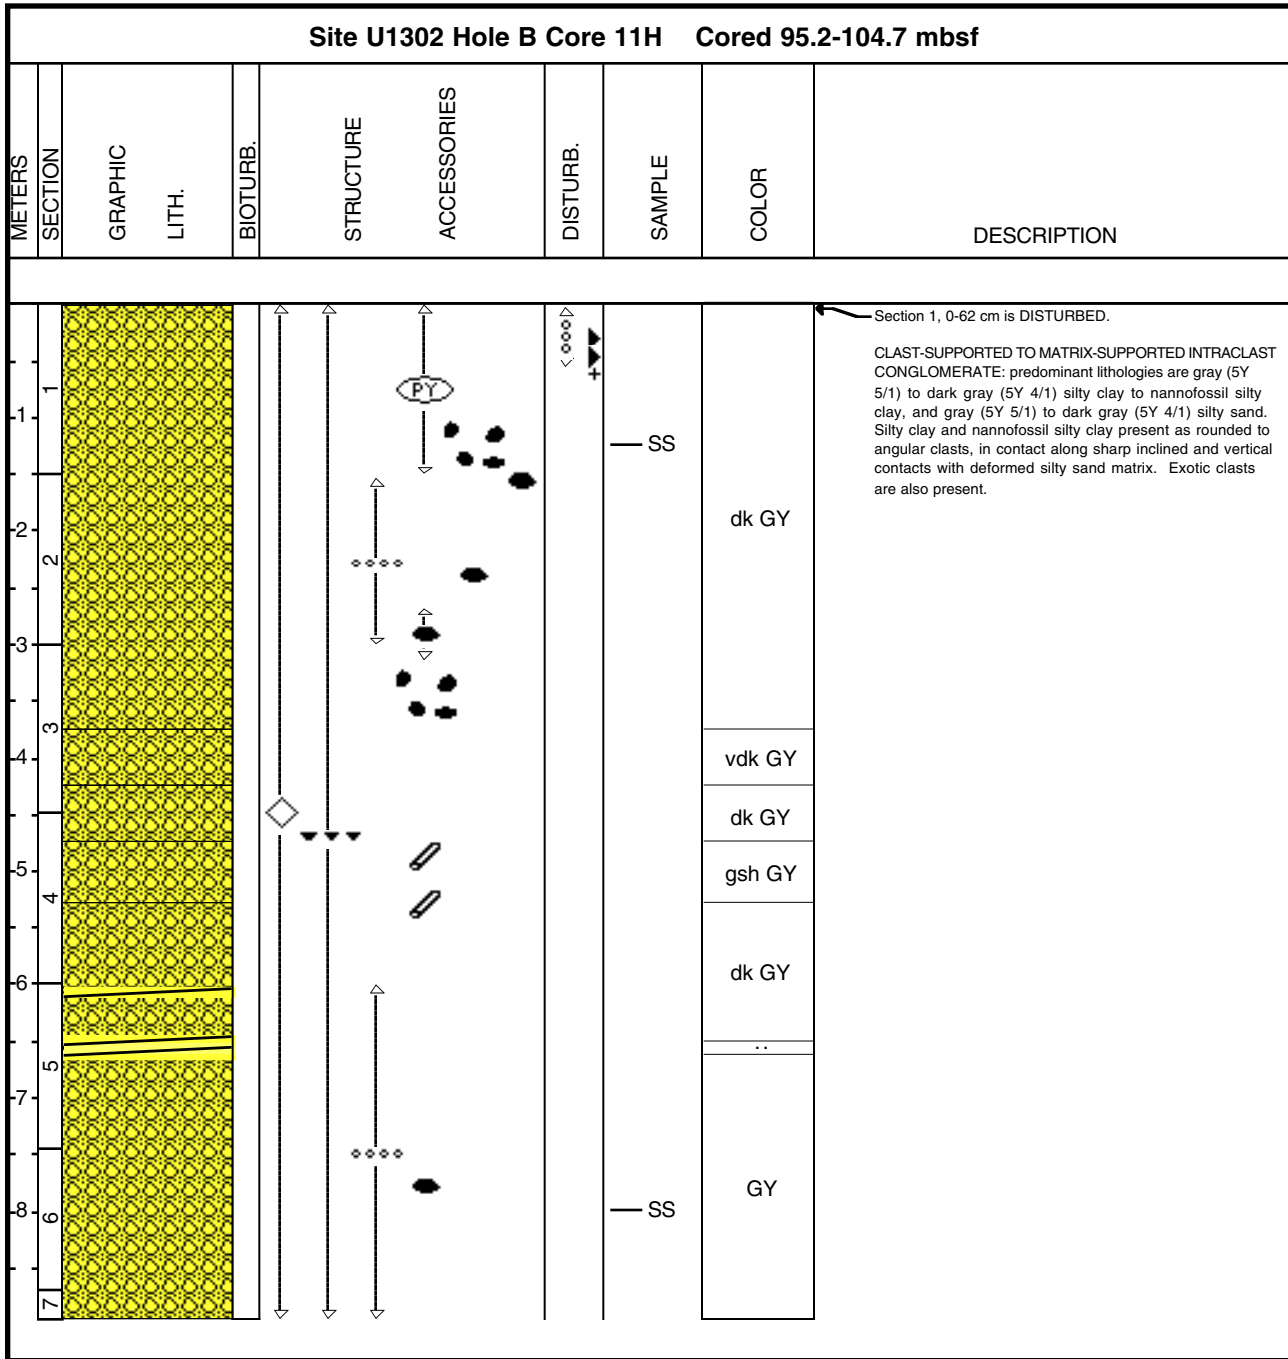 Site U1302 Hole B Core 11H Cored 95.2-104.7 mbsf
METERS
SECTION
GRAPHIC
LITH.
BIOTURB.
STRUCTURE
ACCESSORIES
DISTURB.
SAMPLE
COLOR
DESCRIPTION
Section 1, 0-62 cm is DISTURBED.
CLAST-SUPPORTED TO MATRIX-SUPPORTED INTRACLAST
CONGLOMERATE: predominant lithologies are gray (5Y
5/1) to dark gray (5Y 4/1) silty clay to nannofossil silty
clay, and gray (5Y 5/1) to dark gray (5Y 4/1) silty sand.
Silty clay and nannofossil silty clay present as rounded to
angular clasts, in contact along sharp inclined and vertical
contacts with deformed silty sand matrix. Exotic clasts
are also present.
1
PY
1
SS
dk GY
2
2
3
3
4
vdk GY
dk GY
5
4
gsh GY
6
dk GY
5
7
GY
8
6
SS
7